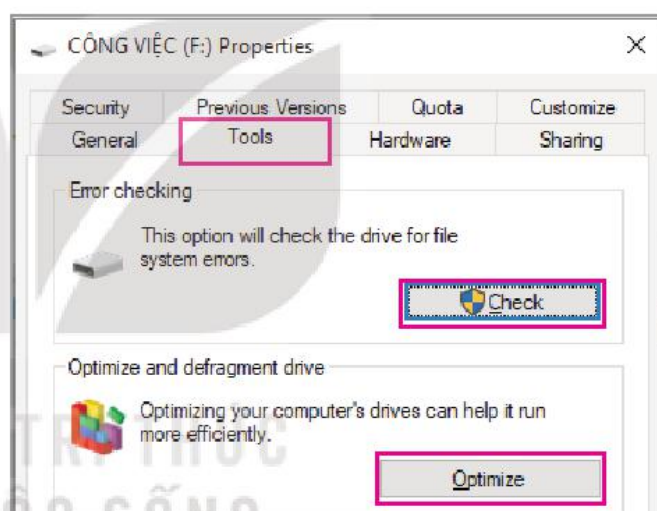 CÔNG VIỆC (F:) Properties
Security Previous Versions Quota Customize
General Tools Hardware Sharing
Error checking
This option will check the drive for file
system errors.
Check
Optimize and defragment drive
Optimizing your computer's drives can help it run
more efficiently.
Optimize
TRI THỨC